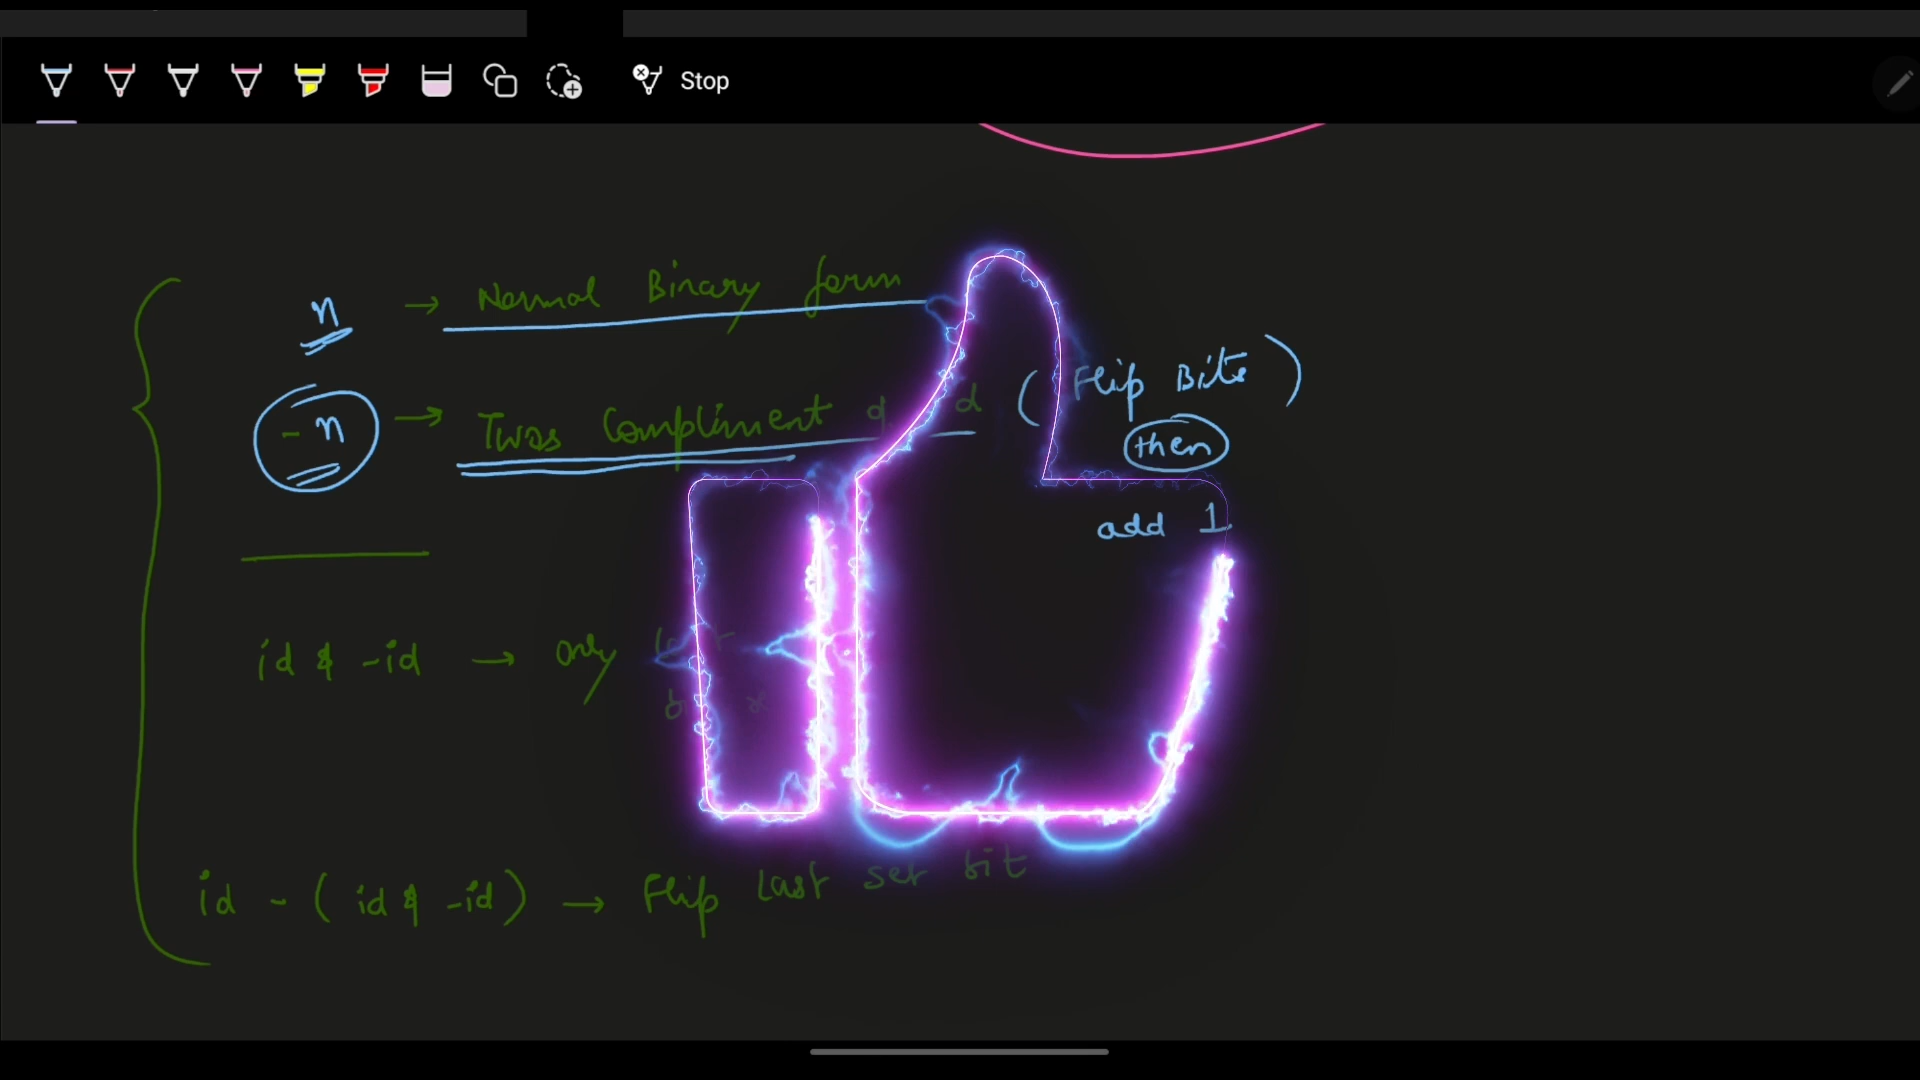 Stop
n → Normal Binary form
-n → Twos Compliment d ( Flip Bits )
then
add 1
id & -id → only
id - ( id & -id ) → Flip Last set bit